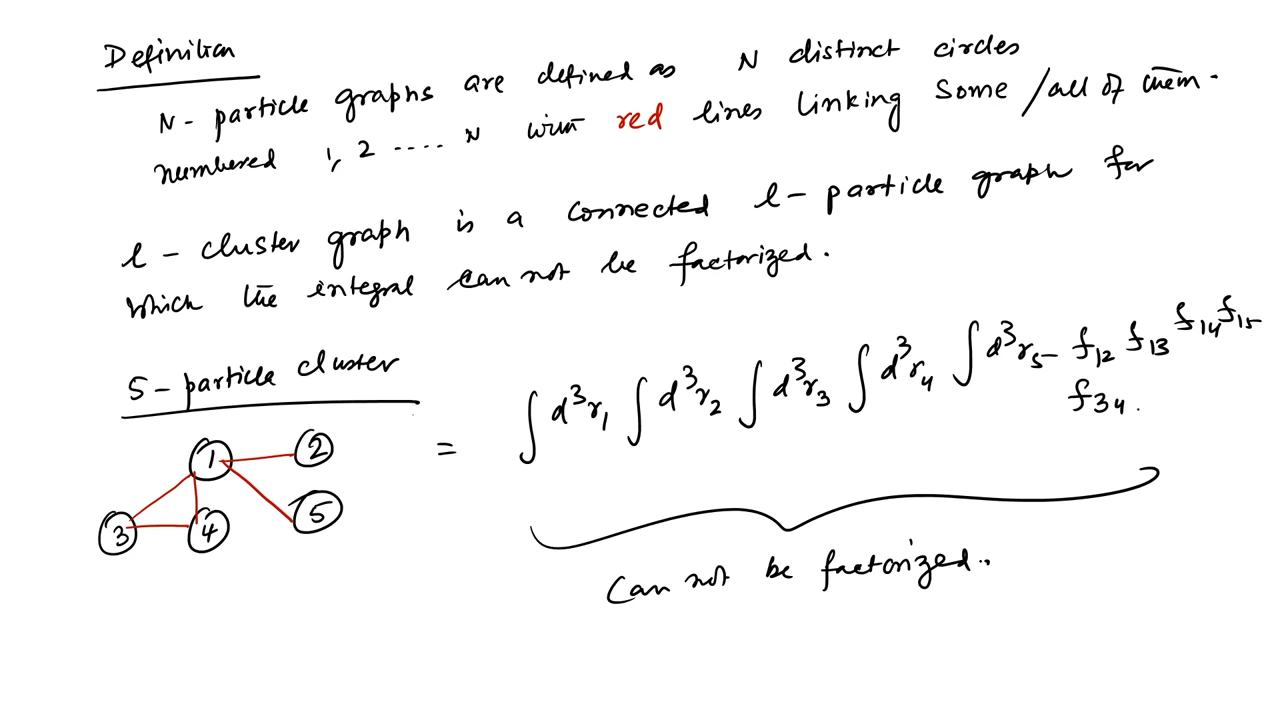 Definition
N - particle graphs are defined as N distinct circles
numbered 1, 2 .... N with red lines linking some / all of them.
l - cluster graph is a connected l - particle graph for
which the integral can not be factorized.
5 - particle cluster
= ∫ d³r₁ ∫ d³r₂ ∫ d³r₃ ∫ d³r₄ ∫ d³r₅ f₁₂ f₁₃ f₁₄ f₁₅
f₃₄.
1 2
3 4 5
Can not be factorized..